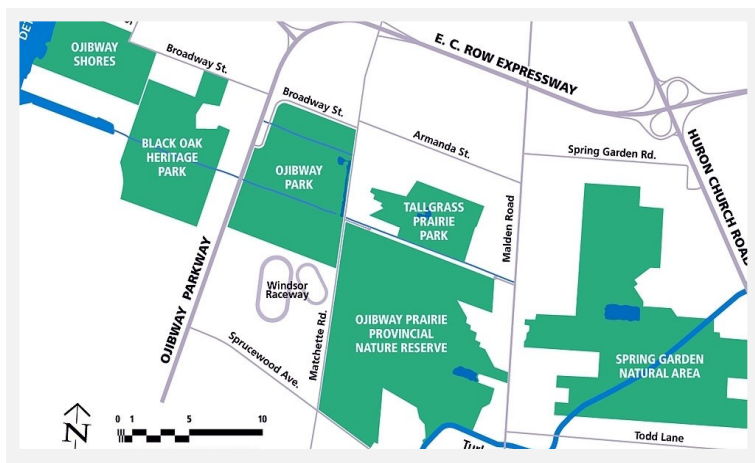 DET
OJIBWAY
SHORES
Broadway St.
E. C. ROW EXPRESSWAY
Broadway St.
BLACK OAK
HERITAGE
PARK
OJIBWAY
PARK
Armanda St.
Spring Garden Rd.
HURON CHURCH ROAD
TALLGRASS
PRAIRIE
PARK
Malden Road
OJIBWAY PARKWAY
Windsor
Raceway
Matchette Rd.
OJIBWAY PRAIRIE
PROVINCIAL
NATURE RESERVE
Sprucewood Ave.
SPRING GARDEN
NATURAL AREA
N
0 1 5 10
Todd Lane